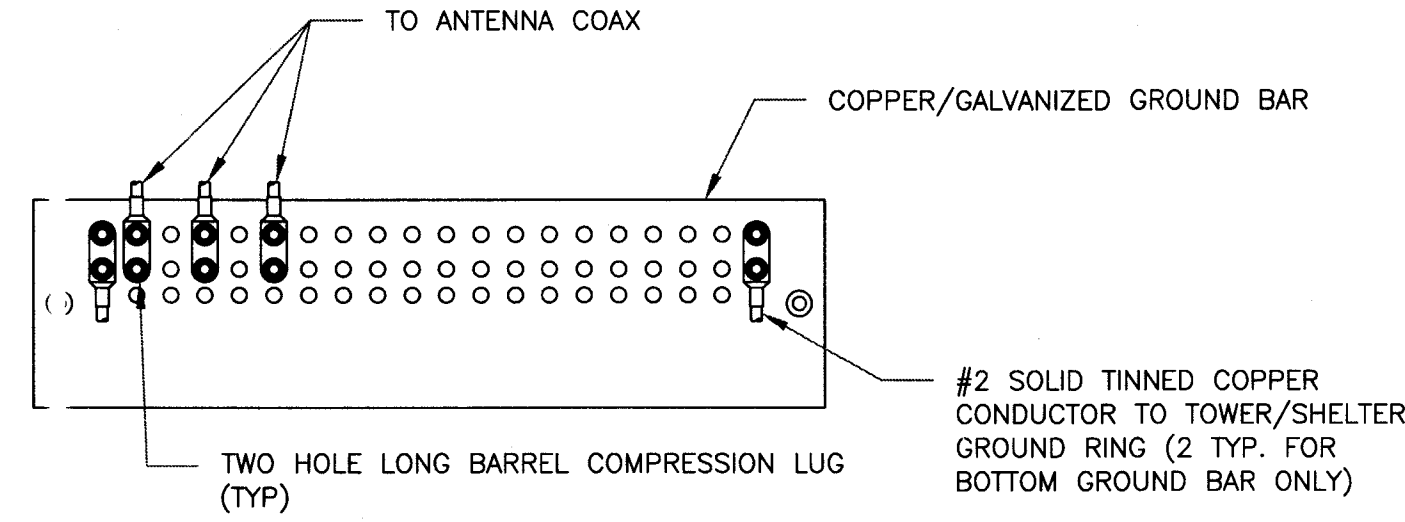 TO ANTENNA COAX
COPPER/GALVANIZED GROUND BAR
#2 SOLID TINNED COPPER
CONDUCTOR TO TOWER/SHELTER
GROUND RING (2 TYP. FOR
BOTTOM GROUND BAR ONLY)
TWO HOLE LONG BARREL COMPRESSION LUG
(TYP)